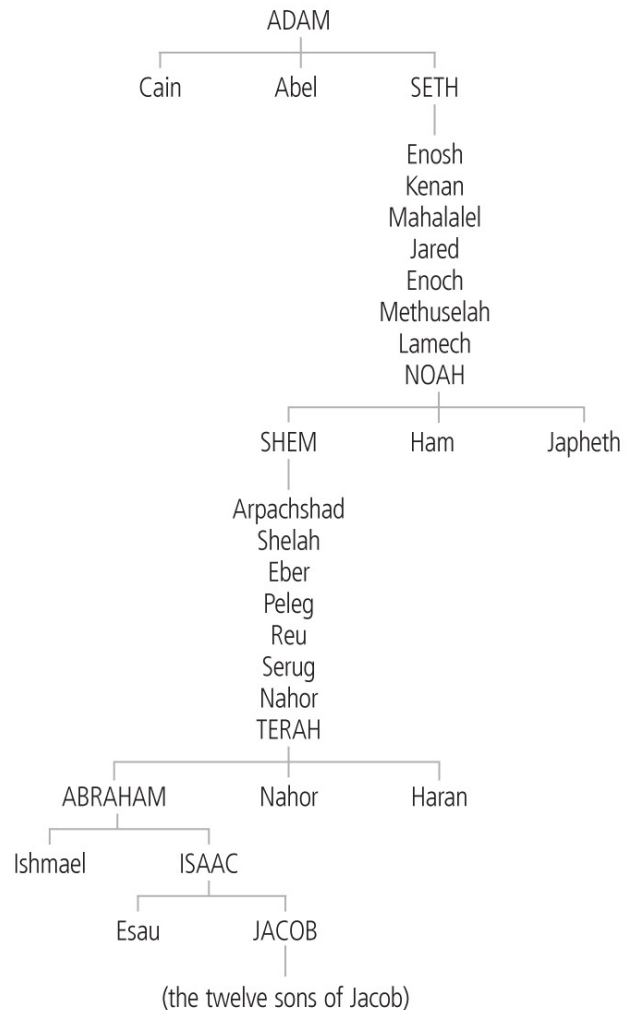 ADAM
Cain Abel SETH
Enosh
Kenan
Mahalalel
Jared
Enoch
Methuselah
Lamech
NOAH
SHEM Ham Japheth
Arpachshad
Shelah
Eber
Peleg
Reu
Serug
Nahor
TERAH
ABRAHAM Nahor Haran
Ishmael ISAAC
Esau JACOB
(the twelve sons of Jacob)